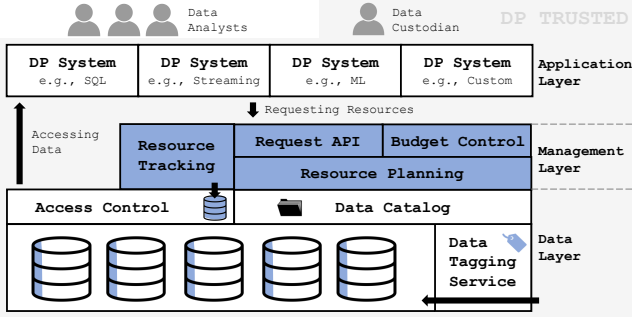 Data
Analysts
Data
Custodian
DP TRUSTED
DP System
e.g., SQL
DP System
e.g., Streaming
DP System
e.g., ML
DP System
e.g., Custom
Application
Layer
Requesting Resources
Accessing
Data
Resource
Tracking
Request API
Budget Control
Resource Planning
Management
Layer
Access Control
Data Catalog
Data
Tagging
Service
Data
Layer